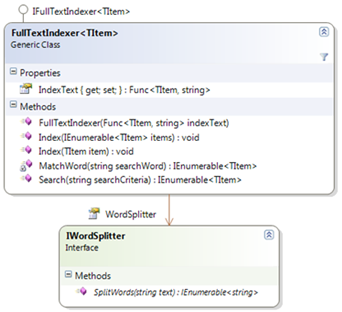 IFullTextIndexer<TItem>
FullTextIndexer<TItem>
Generic Class
Properties
IndexText { get; set; } : Func<TItem, string>
Methods
FullTextIndexer(Func<TItem, string> indexText)
Index(IEnumerable<TItem> items) : void
Index(TItem item) : void
MatchWord(string searchWord) : IEnumerable<TItem>
Search(string searchCriteria) : IEnumerable<TItem>
WordSplitter
IWordSplitter
Interface
Methods
SplitWords(string text) : IEnumerable<string>